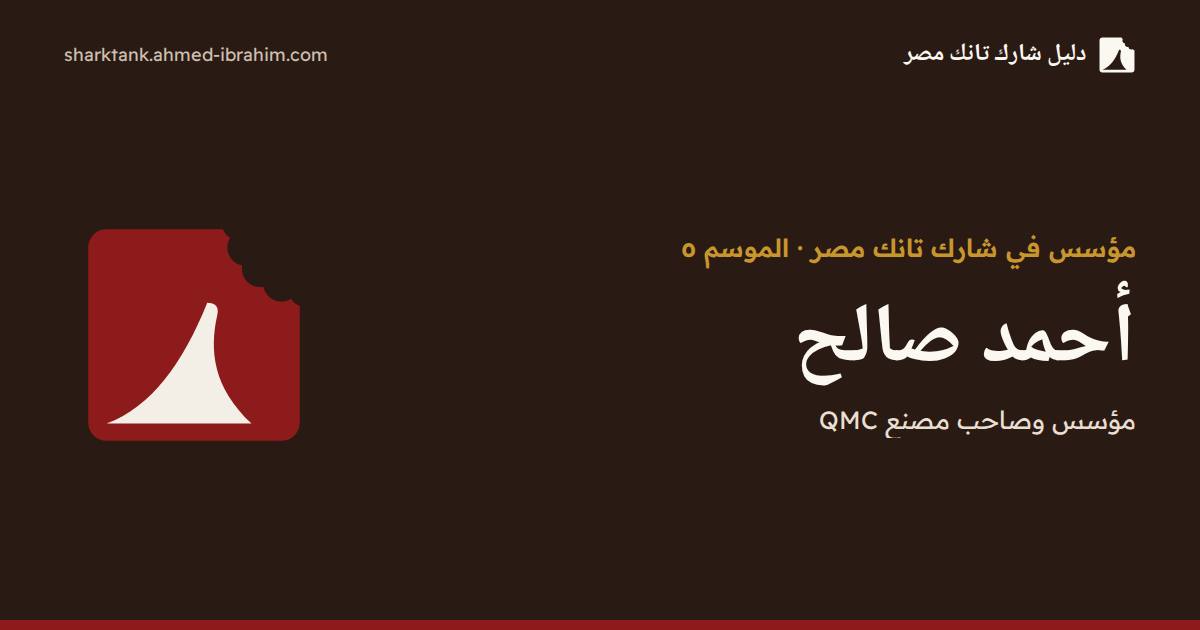 دليل شارك تانك مصر
sharktank.ahmed-ibrahim.com
مؤسس في شارك تانك مصر · الموسم ٥
أحمد صالح
مؤسس وصاحب مصنع QMC